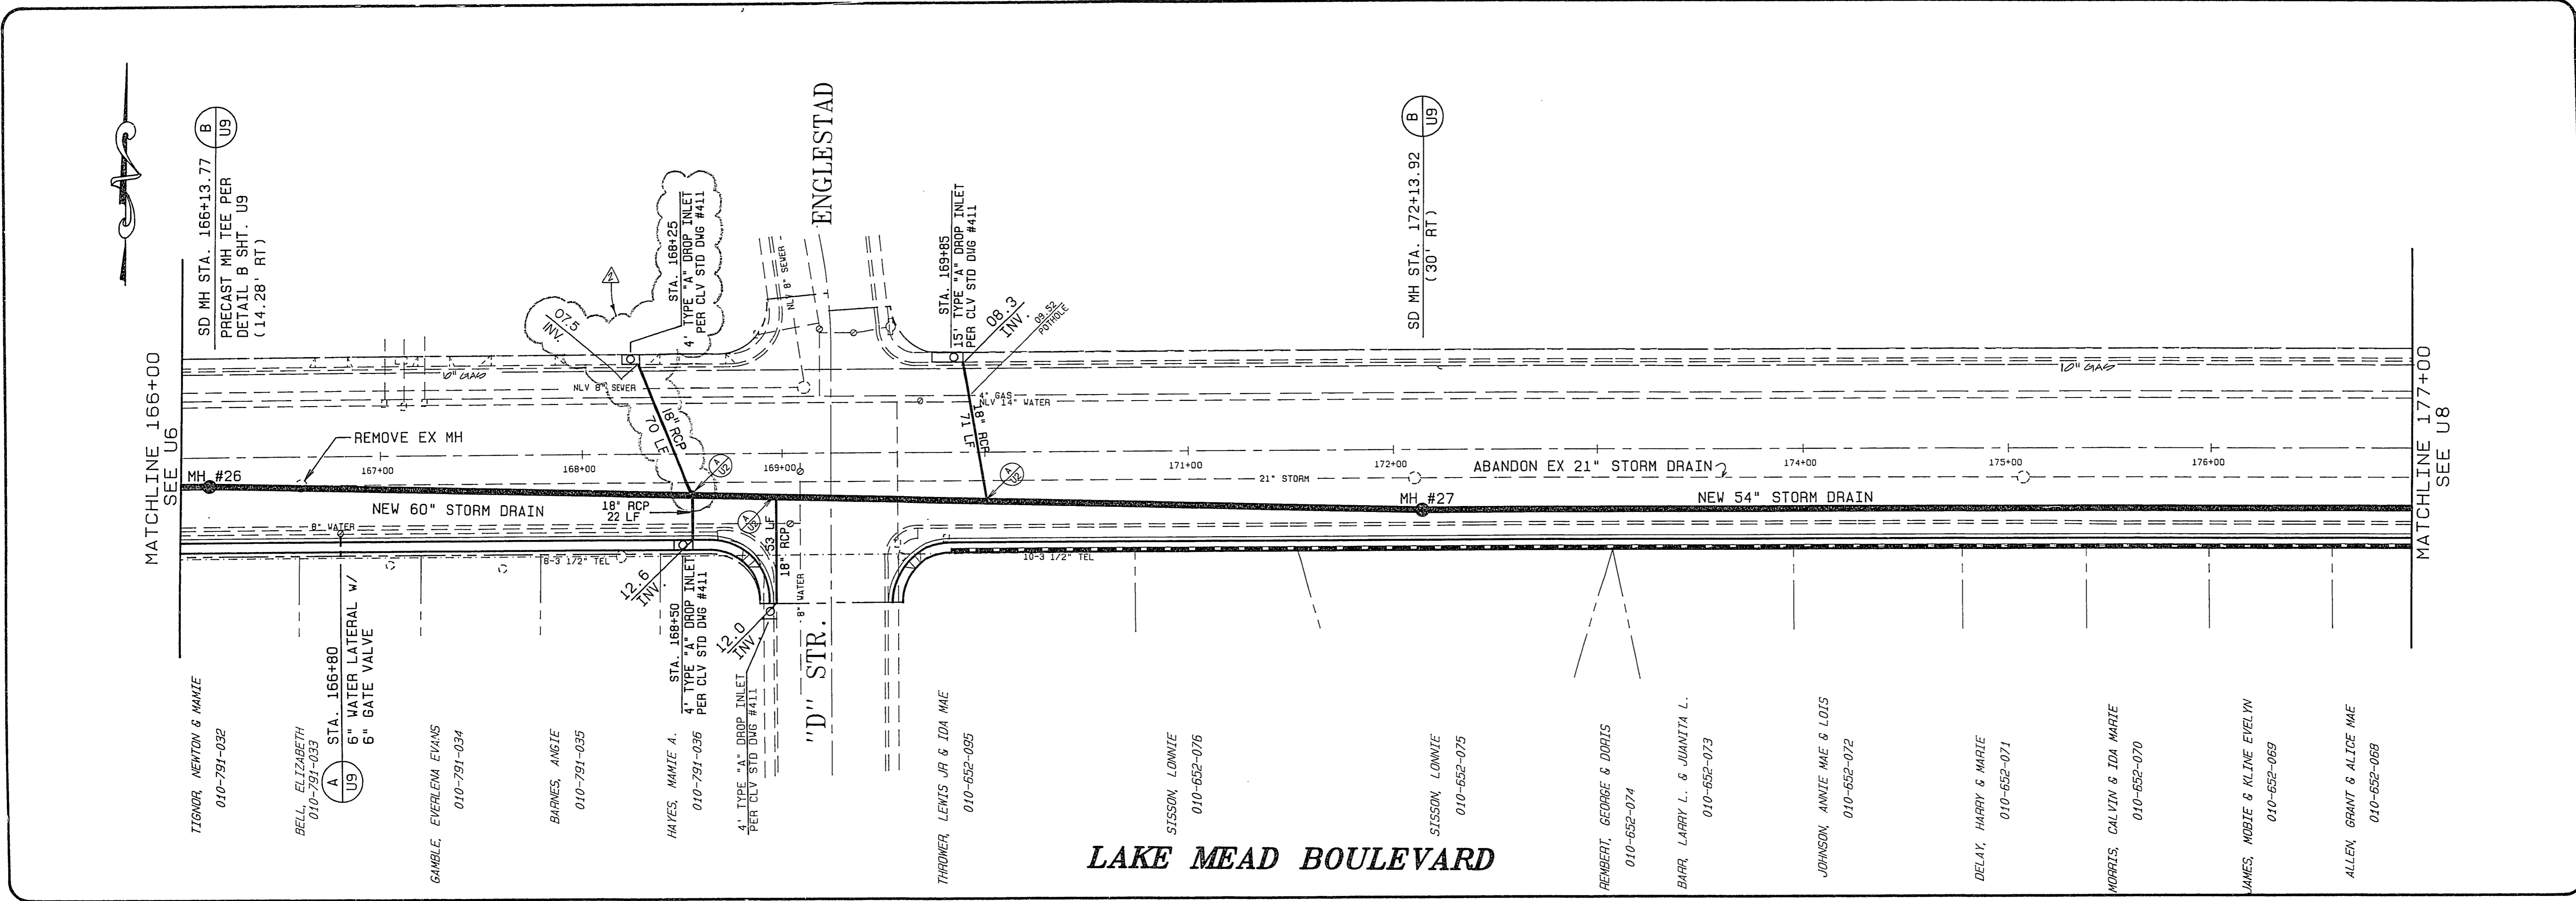 MATCHLINE 166+00
SEE U6
SD MH STA. 166+13.77
PRECAST MH TEE PER
DETAIL B SHT. U9
(14.28' RT)
B
U9
STA. 168+25
4' TYPE "A" DROP INLET
PER CLV STD DWG #411
2
07.5
INV.
ENGLESTAD
NLV 8" SEWER
STA. 169+85
15' TYPE "A" DROP INLET
PER CLV STD DWG #411
08.3
INV.
09.52
POTHOLE
SD MH STA. 172+13.92
(30' RT)
B
U9
10" GAS
NLV 8" SEWER
4" GAS
NLV 14" WATER
10" GAS
18" RCP
70 LF
18" RCP
71 LF
REMOVE EX MH
MH #26
167+00
168+00
169+00
171+00
172+00
174+00
175+00
176+00
A
U2
A
U2
21" STORM
ABANDON EX 21" STORM DRAIN
MH #27
NEW 54" STORM DRAIN
NEW 60" STORM DRAIN
18" RCP
22 LF
A
U2
53 LF
18" RCP
8" WATER
8" WATER
6-3 1/2" TEL
10-3 1/2" TEL
12.6
INV.
12.0
INV.
STA. 168+50
4' TYPE "A" DROP INLET
PER CLV STD DWG #411
4' TYPE "A" DROP INLET
PER CLV STD DWG #411
"D" STR.
A
U9
STA. 166+80
6" WATER LATERAL W/
6" GATE VALVE
TIGNOR, NEWTON & MAMIE
010-791-032
BELL, ELIZABETH
010-791-033
GAMBLE, EVERLENA EVANS
010-791-034
BARNES, ANGIE
010-791-035
HAYES, MAMIE A.
010-791-036
THROWER, LEWIS JR & IDA MAE
010-652-095
SISSON, LONNIE
010-652-076
SISSON, LONNIE
010-652-075
REMBERT, GEORGE & DORIS
010-652-074
BARR, LARRY L. & JUANITA L.
010-652-073
JOHNSON, ANNIE MAE & LOIS
010-652-072
DELAY, HARRY & MARIE
010-652-071
MORRIS, CALVIN & IDA MARIE
010-652-070
JAMES, MOBIE & KLINE EVELYN
010-652-069
ALLEN, GRANT & ALICE MAE
010-652-068
LAKE MEAD BOULEVARD
MATCHLINE 177+00
SEE U8